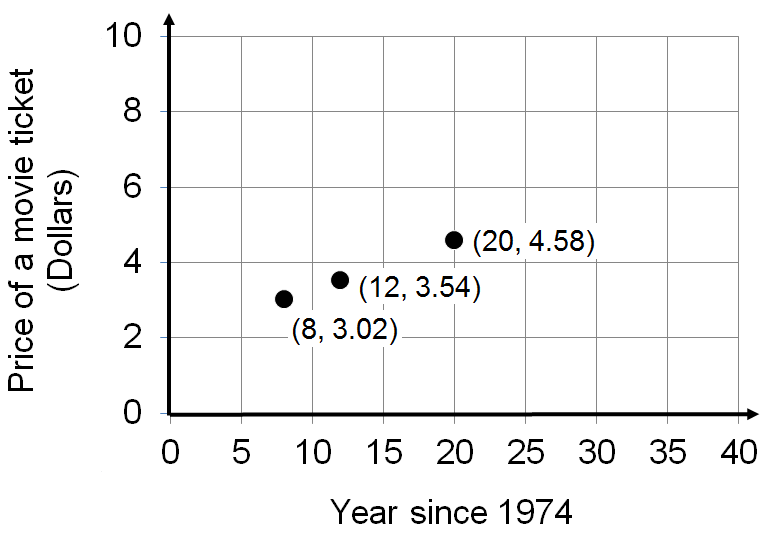 Price of a movie ticket
(Dollars)
10
8
6
4
2
0
(20, 4.58)
(12, 3.54)
(8, 3.02)
0 5 10 15 20 25 30 35 40
Year since 1974